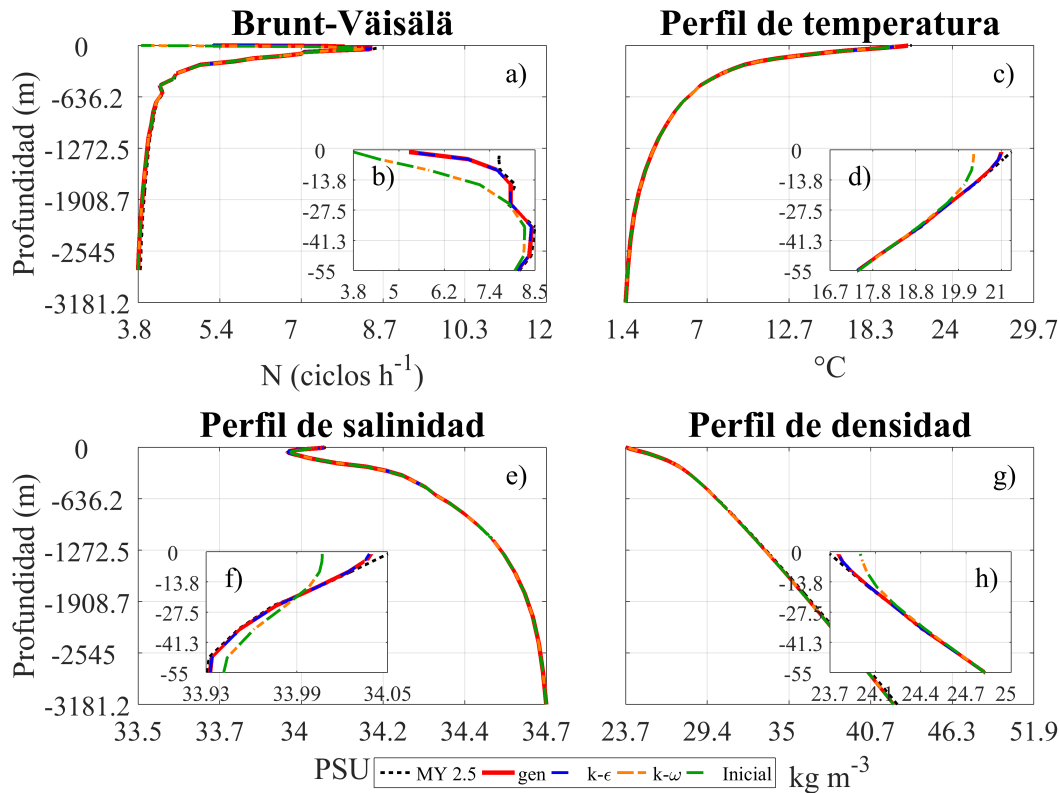 Brunt-Väisälä
Perfil de temperatura
Profundidad (m)
0
-636.2
-1272.5
-1908.7
-2545
-3181.2
a)
b)
0
-13.8
-27.5
-41.3
-55
3.8 5 6.2 7.4 8.5
3.8 5.4 7 8.7 10.3 12
N (ciclos h-1)
c)
d)
0
-13.8
-27.5
-41.3
-55
16.7 17.8 18.8 19.9 21
1.4 7 12.7 18.3 24 29.7
°C
Perfil de salinidad
Perfil de densidad
Profundidad (m)
0
-636.2
-1272.5
-1908.7
-2545
-3181.2
e)
f)
0
-13.8
-27.5
-41.3
-55
33.93 33.99 34.05
33.5 33.7 34 34.2 34.4 34.7
PSU
g)
h)
0
-13.8
-27.5
-41.3
-55
23.7 24.1 24.4 24.7 25
23.7 29.4 35 40.7 46.3 51.9
kg m-3
MY 2.5 gen k-ϵ k-ω Inicial